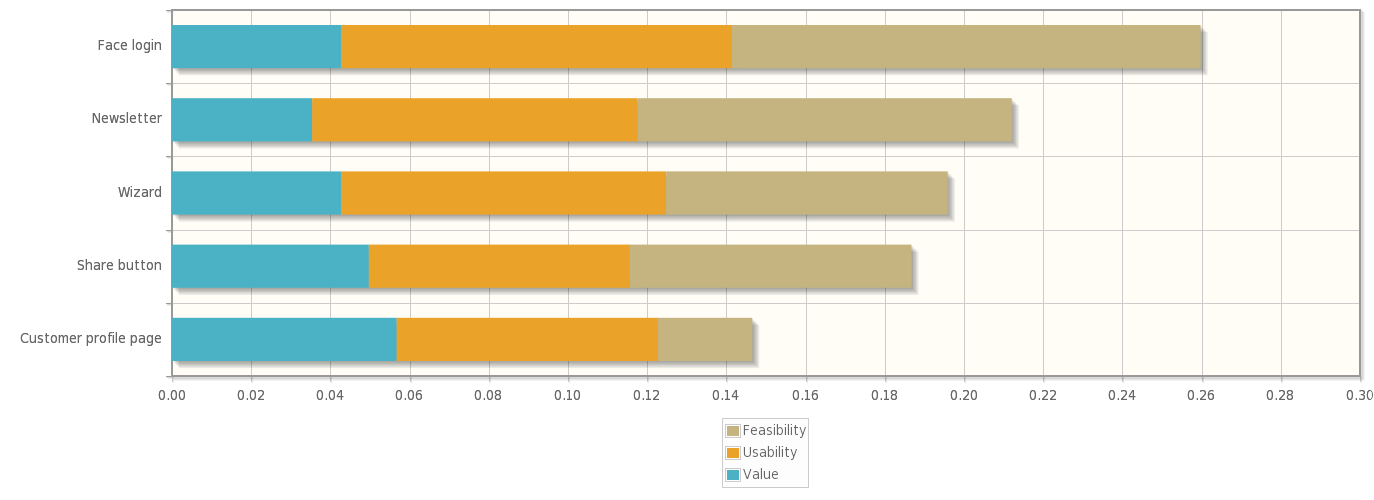 Face login
Newsletter
Wizard
Share button
Customer profile page
0.00 0.02 0.04 0.06 0.08 0.10 0.12 0.14 0.16 0.18 0.20 0.22 0.24 0.26 0.28 0.30
Feasibility
Usability
Value